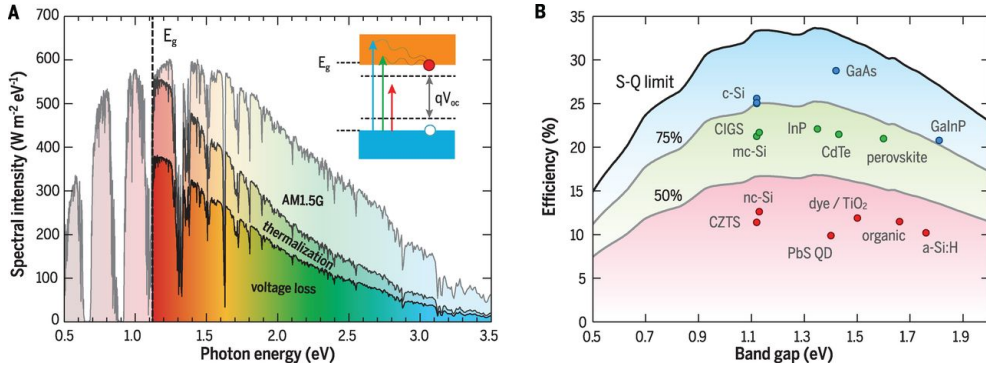 A
700
600
500
400
300
200
100
0
Spectral intensity (W m-2 eV-1)
0.5
1.0
1.5
2.0
2.5
3.0
3.5
Photon energy (eV)
Eg
Eg
qVoc
AM1.5G
thermalization
voltage loss
B
35
30
25
20
15
10
5
0
Efficiency (%)
0.5
0.7
0.9
1.1
1.3
1.5
1.7
1.9
Band gap (eV)
S-Q limit
75%
50%
GaAs
c-Si
CIGS
mc-Si
InP
CdTe
perovskite
GaInP
nc-Si
CZTS
dye / TiO2
PbS QD
organic
a-Si:H